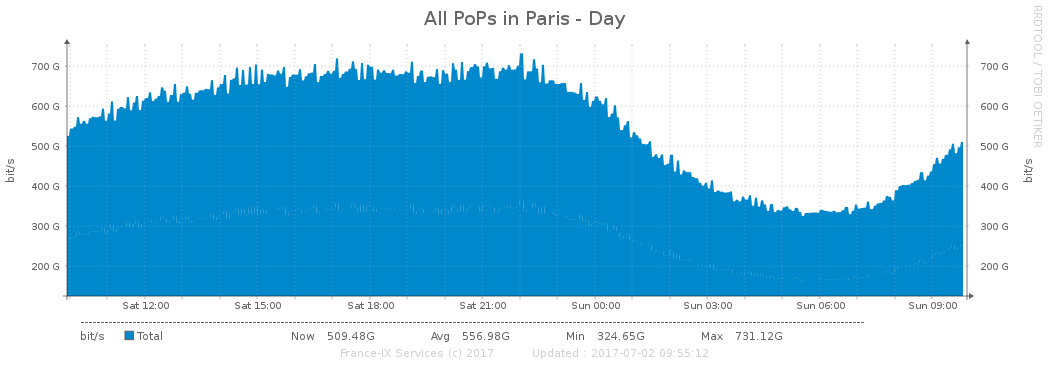 All PoPs in Paris - Day
RRDTOOL / TOBI OETIKER
700 G 700 G
600 G 600 G
500 G 500 G
400 G 400 G
300 G 300 G
200 G 200 G
bit/s
bit/s
Sat 12:00 Sat 15:00 Sat 18:00 Sat 21:00 Sun 00:00 Sun 03:00 Sun 06:00 Sun 09:00
bit/s Total Now 509.48G Avg 556.98G Min 324.65G Max 731.12G
France-IX Services (c) 2017 Updated : 2017-07-02 09:55:12